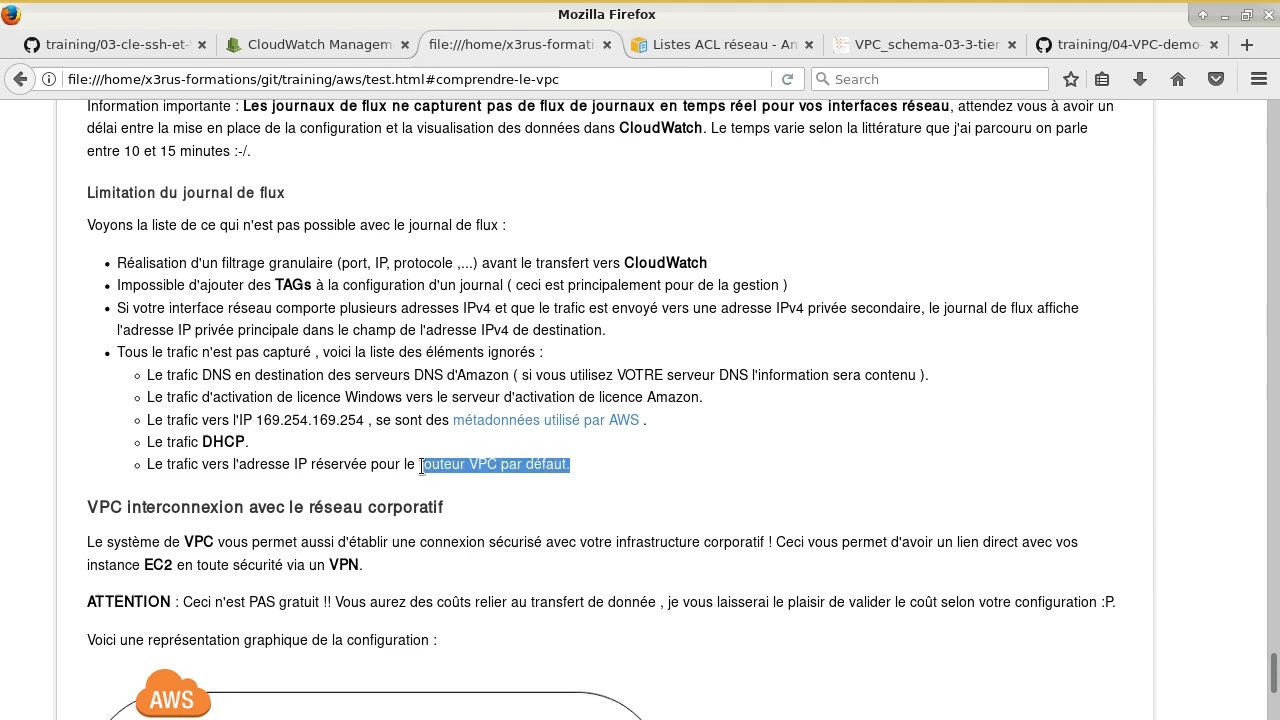 Mozilla Firefox
training/03-cle-ssh-et-
CloudWatch Managem
file:///home/x3rus-formati
Listes ACL réseau - An
VPC_schema-03-3-tier
training/04-VPC-demo-
file:///home/x3rus-formations/git/training/aws/test.html#comprendre-le-vpc
Search
Information importante : Les journaux de flux ne capturent pas de flux de journaux en temps réel pour vos interfaces réseau, attendez vous à avoir un
délai entre la mise en place de la configuration et la visualisation des données dans CloudWatch. Le temps varie selon la littérature que j'ai parcouru on parle
entre 10 et 15 minutes :-/.
Limitation du journal de flux
Voyons la liste de ce qui n'est pas possible avec le journal de flux :
• Réalisation d'un filtrage granulaire (port, IP, protocole ,...) avant le transfert vers CloudWatch
• Impossible d'ajouter des TAGs à la configuration d'un journal ( ceci est principalement pour de la gestion )
• Si votre interface réseau comporte plusieurs adresses IPv4 et que le trafic est envoyé vers une adresse IPv4 privée secondaire, le journal de flux affiche
l'adresse IP privée principale dans le champ de l'adresse IPv4 de destination.
• Tous le trafic n'est pas capturé , voici la liste des éléments ignorés :
◦ Le trafic DNS en destination des serveurs DNS d'Amazon ( si vous utilisez VOTRE serveur DNS l'information sera contenu ).
◦ Le trafic d'activation de licence Windows vers le serveur d'activation de licence Amazon.
◦ Le trafic vers l'IP 169.254.169.254 , se sont des métadonnées utilisé par AWS .
◦ Le trafic DHCP.
◦ Le trafic vers l'adresse IP réservée pour le routeur VPC par défaut.
VPC interconnexion avec le réseau corporatif
Le système de VPC vous permet aussi d'établir une connexion sécurisé avec votre infrastructure corporatif ! Ceci vous permet d'avoir un lien direct avec vos
instance EC2 en toute sécurité via un VPN.
ATTENTION : Ceci n'est PAS gratuit !! Vous aurez des coûts relier au transfert de donnée , je vous laisserai le plaisir de valider le coût selon votre configuration :P.
Voici une représentation graphique de la configuration :
AWS